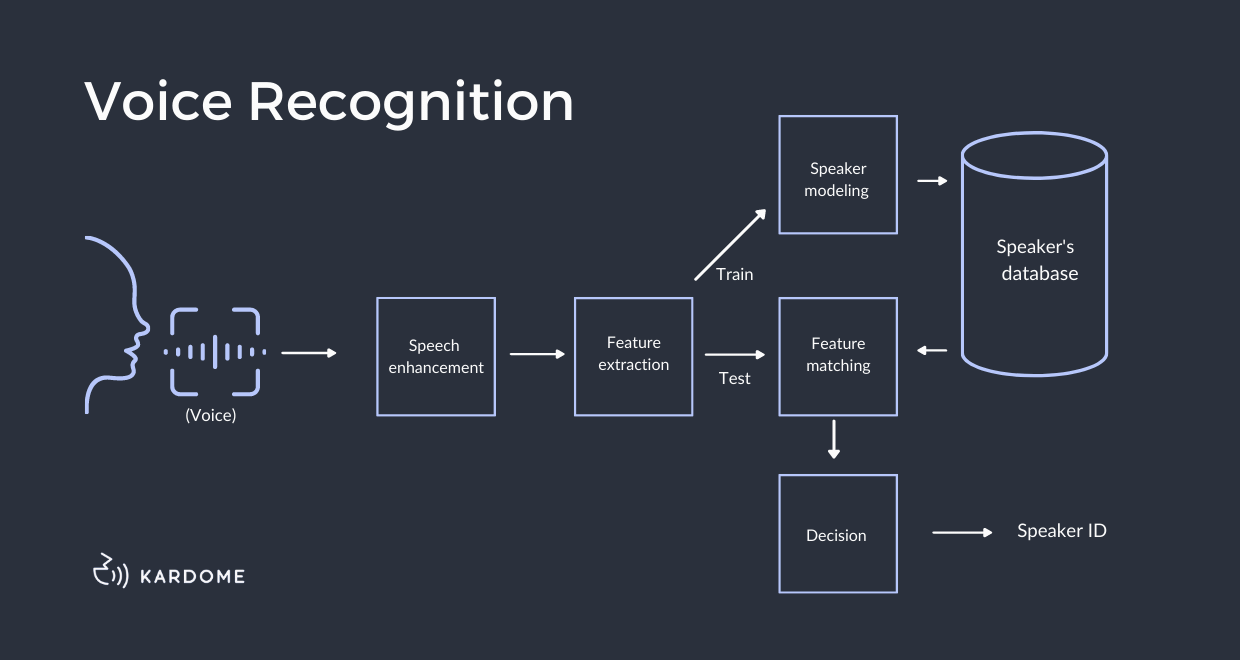 Voice Recognition
Speaker
modeling
Speaker's
database
Train
Speech
enhancement
Feature
extraction
Feature
matching
Test
(Voice)
Decision
Speaker ID
KARDOME